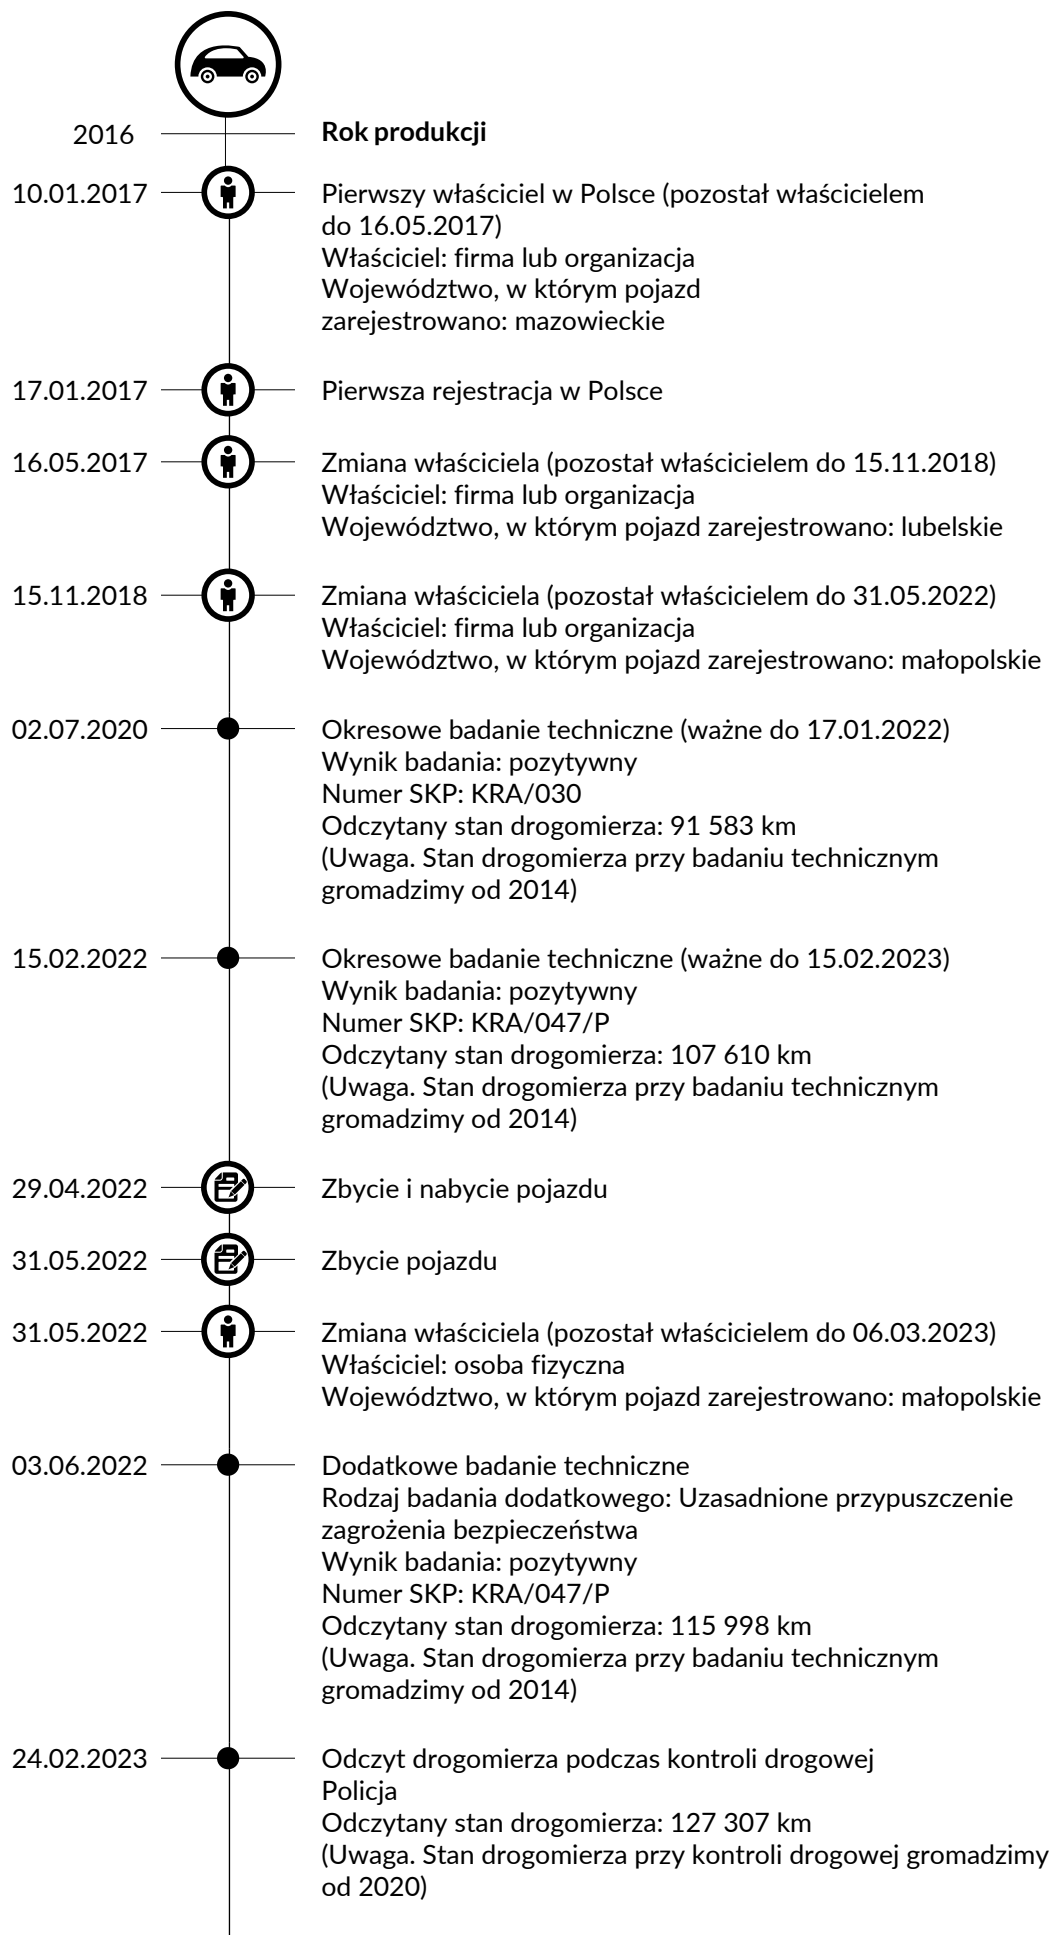 2016
Rok produkcji
10.01.2017
Pierwszy właściciel w Polsce (pozostał właścicielem
do 16.05.2017)
Właściciel: firma lub organizacja
Województwo, w którym pojazd
zarejestrowano: mazowieckie
17.01.2017
Pierwsza rejestracja w Polsce
16.05.2017
Zmiana właściciela (pozostał właścicielem do 15.11.2018)
Właściciel: firma lub organizacja
Województwo, w którym pojazd zarejestrowano: lubelskie
15.11.2018
Zmiana właściciela (pozostał właścicielem do 31.05.2022)
Właściciel: firma lub organizacja
Województwo, w którym pojazd zarejestrowano: małopolskie
02.07.2020
Okresowe badanie techniczne (ważne do 17.01.2022)
Wynik badania: pozytywny
Numer SKP: KRA/030
Odczytany stan drogomierza: 91 583 km
(Uwaga. Stan drogomierza przy badaniu technicznym
gromadzimy od 2014)
15.02.2022
Okresowe badanie techniczne (ważne do 15.02.2023)
Wynik badania: pozytywny
Numer SKP: KRA/047/P
Odczytany stan drogomierza: 107 610 km
(Uwaga. Stan drogomierza przy badaniu technicznym
gromadzimy od 2014)
29.04.2022
Zbycie i nabycie pojazdu
31.05.2022
Zbycie pojazdu
31.05.2022
Zmiana właściciela (pozostał właścicielem do 06.03.2023)
Właściciel: osoba fizyczna
Województwo, w którym pojazd zarejestrowano: małopolskie
03.06.2022
Dodatkowe badanie techniczne
Rodzaj badania dodatkowego: Uzasadnione przypuszczenie
zagrożenia bezpieczeństwa
Wynik badania: pozytywny
Numer SKP: KRA/047/P
Odczytany stan drogomierza: 115 998 km
(Uwaga. Stan drogomierza przy badaniu technicznym
gromadzimy od 2014)
24.02.2023
Odczyt drogomierza podczas kontroli drogowej
Policja
Odczytany stan drogomierza: 127 307 km
(Uwaga. Stan drogomierza przy kontroli drogowej gromadzimy
od 2020)